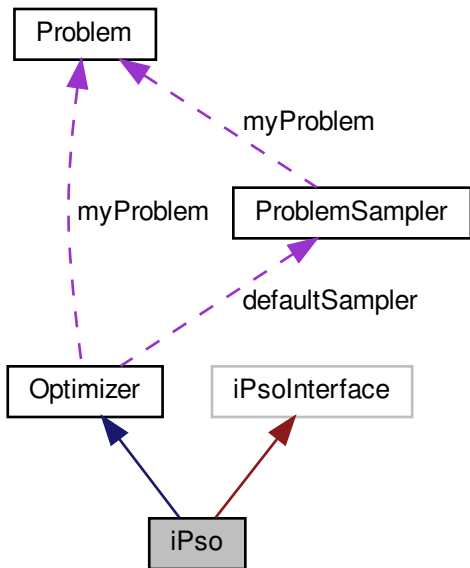 Problem
myProblem
ProblemSampler
myProblem
defaultSampler
Optimizer
iPsoInterface
iPso